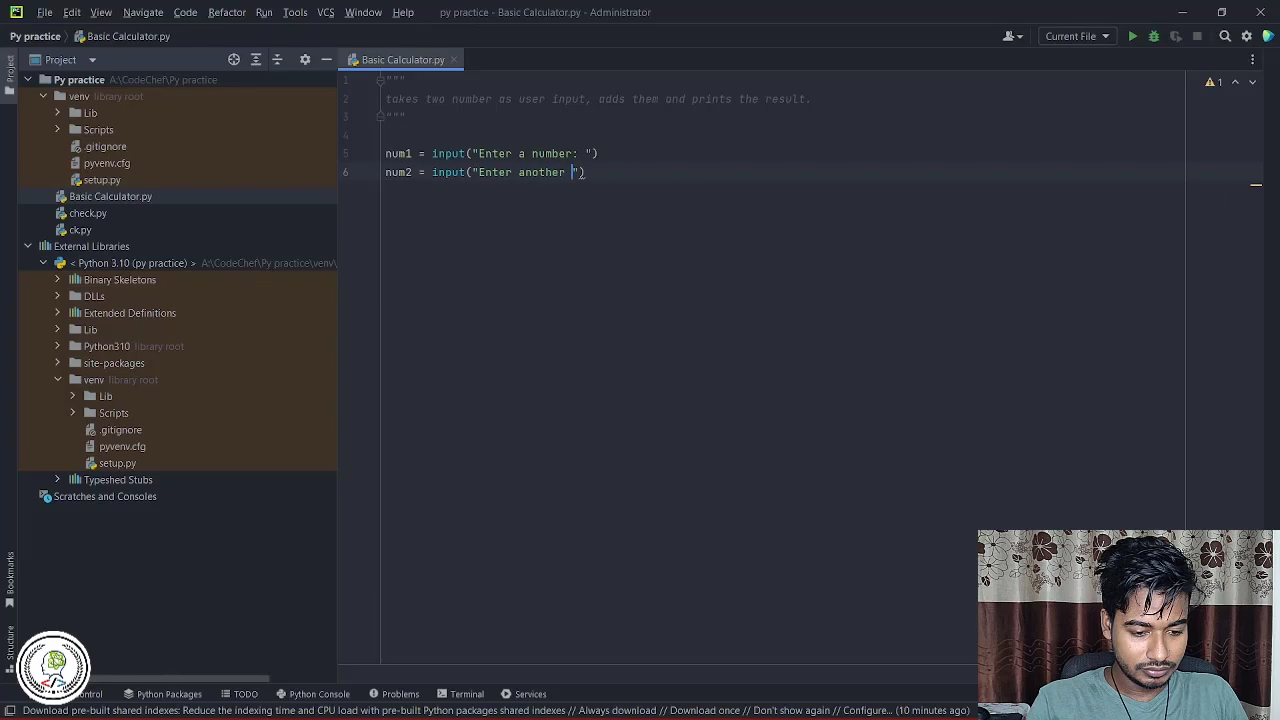 File Edit View Navigate Code Refactor Run Tools VCS Window Help py practice - Basic Calculator.py - Administrator
Py practice Basic Calculator.py Current File
Project
Basic Calculator.py
Project
Py practice A:\CodeChef\Py practice
venv library root
Lib
Scripts
.gitignore
pyvenv.cfg
setup.py
Basic Calculator.py
check.py
ck.py
External Libraries
< Python 3.10 (py practice) > A:\CodeChef\Py practice\venv\
Binary Skeletons
DLLs
Extended Definitions
Lib
Python310 library root
site-packages
venv library root
Lib
Scripts
.gitignore
pyvenv.cfg
setup.py
Typeshed Stubs
Scratches and Consoles
1 """
2 takes two number as user input, adds them and prints the result.
3 """
4
5 num1 = input("Enter a number: ")
6 num2 = input("Enter another ")
1
Bookmarks
Structure
Python Packages TODO Python Console Problems Terminal Services
Download pre-built shared indexes: Reduce the indexing time and CPU load with pre-built Python packages shared indexes // Always download // Download once // Don't show again // Configure... (10 minutes ago)